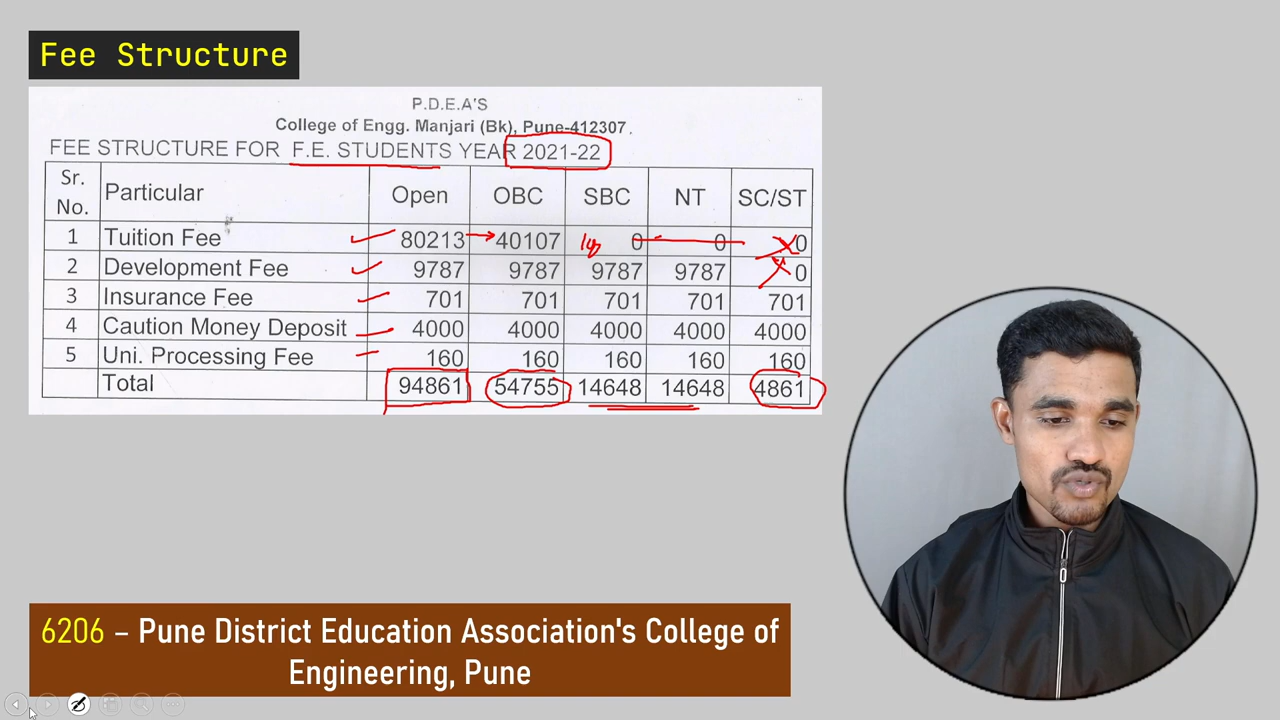 Fee Structure
P.D.E.A'S
College of Engg. Manjari (Bk), Pune-412307.
FEE STRUCTURE FOR F.E. STUDENTS YEAR 2021-22
Sr. No. Particular Open OBC SBC NT SC/ST
1 Tuition Fee 80213 40107 0 0 0
2 Development Fee 9787 9787 9787 9787 0
3 Insurance Fee 701 701 701 701 701
4 Caution Money Deposit 4000 4000 4000 4000 4000
5 Uni. Processing Fee 160 160 160 160 160
Total 94861 54755 14648 14648 4861
6206 – Pune District Education Association's College of
Engineering, Pune